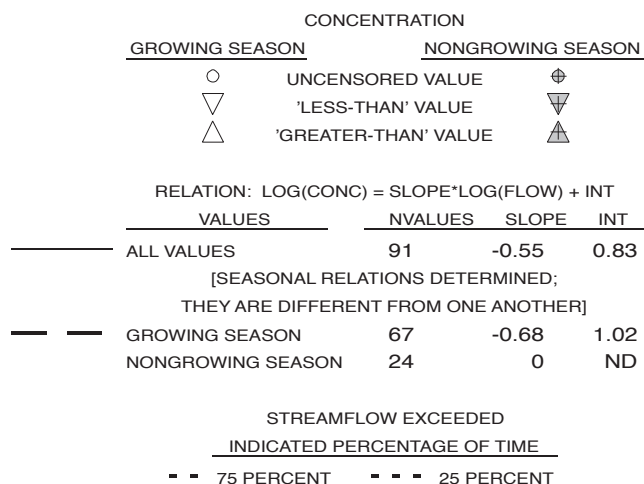 CONCENTRATION
GROWING SEASON NONGROWING SEASON
UNCENSORED VALUE
'LESS-THAN' VALUE
'GREATER-THAN' VALUE
RELATION: LOG(CONC) = SLOPE*LOG(FLOW) + INT
VALUES NVALUES SLOPE INT
ALL VALUES 91 -0.55 0.83
[SEASONAL RELATIONS DETERMINED;
THEY ARE DIFFERENT FROM ONE ANOTHER]
GROWING SEASON 67 -0.68 1.02
NONGROWING SEASON 24 0 ND
STREAMFLOW EXCEEDED
INDICATED PERCENTAGE OF TIME
75 PERCENT 25 PERCENT